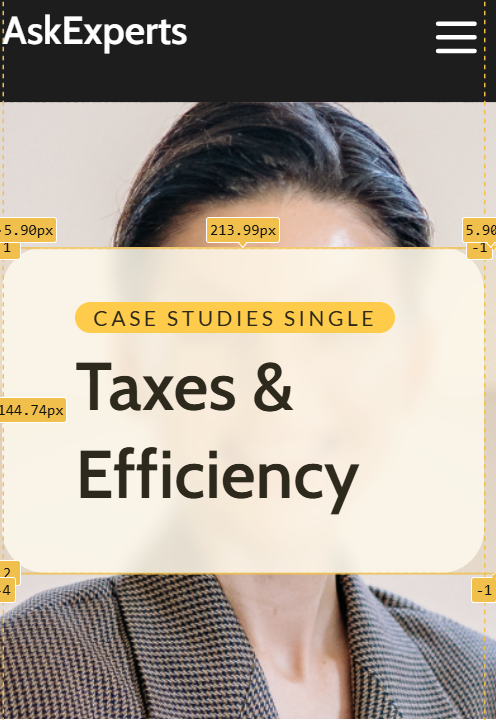 AskExperts
5.90px
213.99px
5.90
1
-1
CASE STUDIES SINGLE
Taxes &
144.74px
Efficiency
2
-4
-1